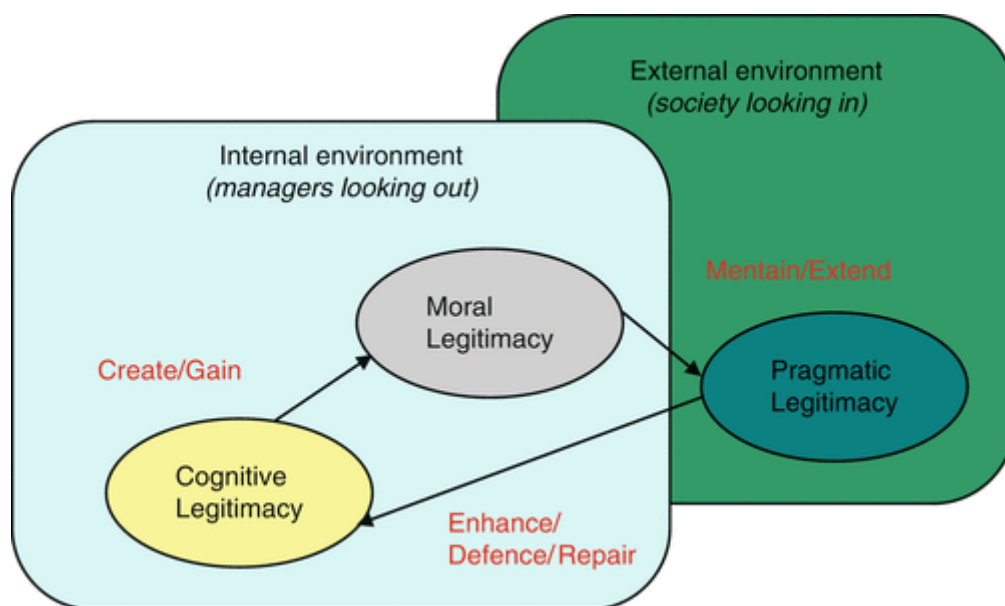 External environment
(society looking in)
Internal environment
(managers looking out)
Mentain/Extend
Moral
Legitimacy
Create/Gain
Pragmatic
Legitimacy
Cognitive
Legitimacy
Enhance/
Defence/Repair